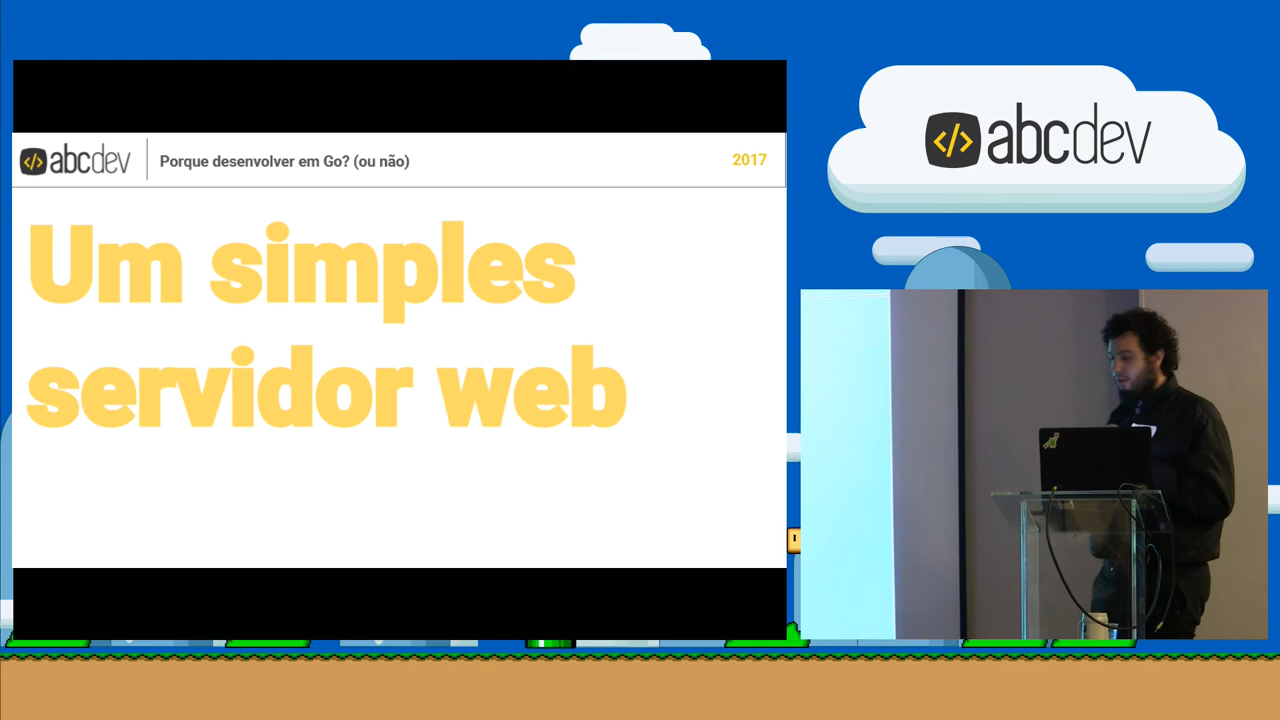 </> abcdev
Porque desenvolver em Go? (ou não)
2017
Um simples
servidor web
</> abcdev